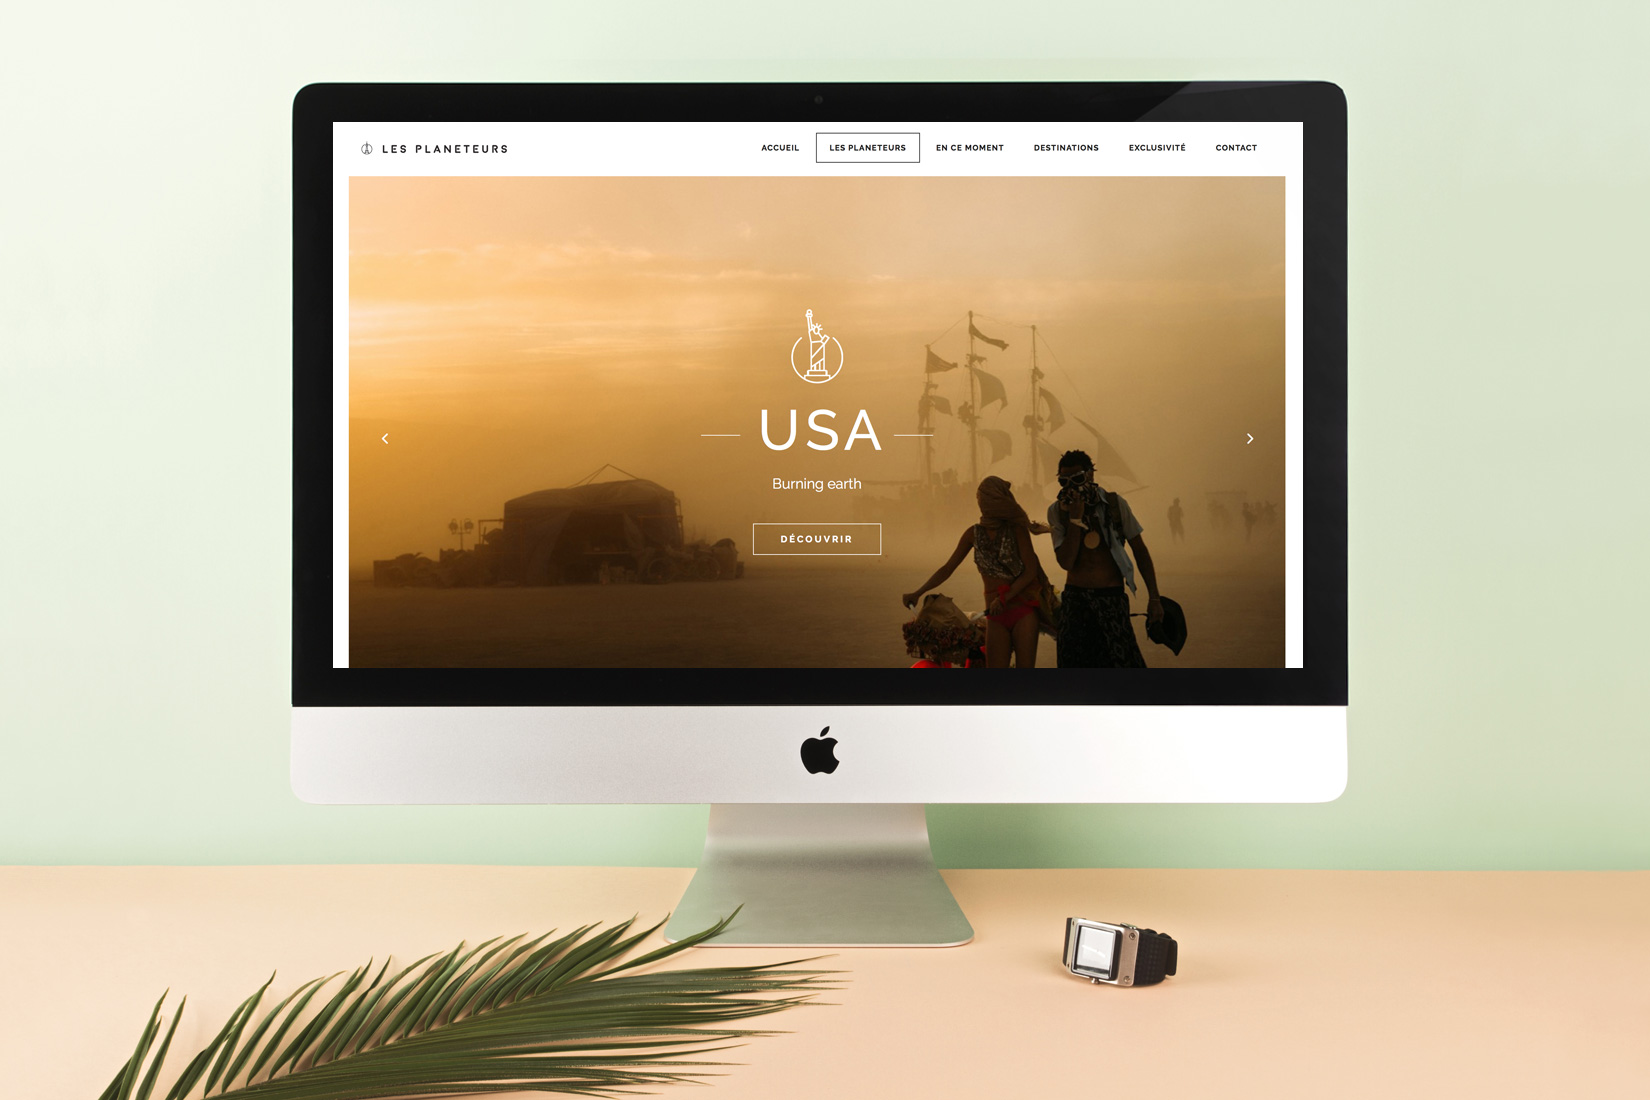 LES PLANETEURS
ACCUEIL LES PLANETEURS EN CE MOMENT DESTINATIONS EXCLUSIVITÉ CONTACT
USA
Burning earth
DÉCOUVRIR